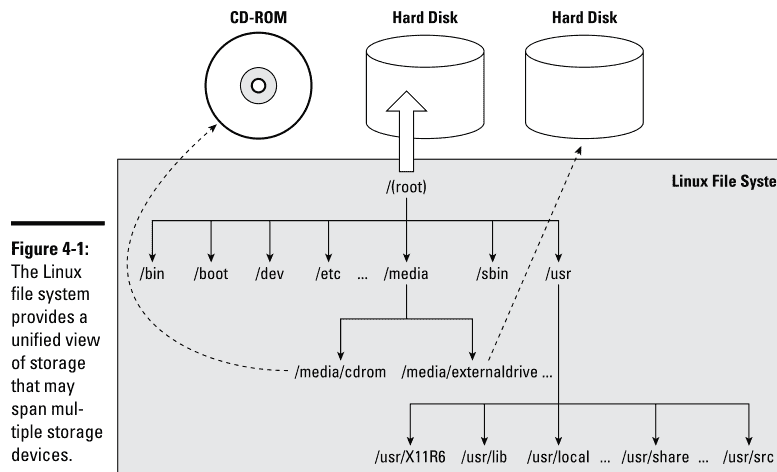 CD-ROM Hard Disk Hard Disk
/(root)
Linux File Syste
/bin /boot /dev /etc ... /media /sbin /usr
/media/cdrom /media/externaldrive ...
/usr/X11R6 /usr/lib /usr/local ... /usr/share ... /usr/src
Figure 4-1:
The Linux
file system
provides a
unified view
of storage
that may
span mul-
tiple storage
devices.